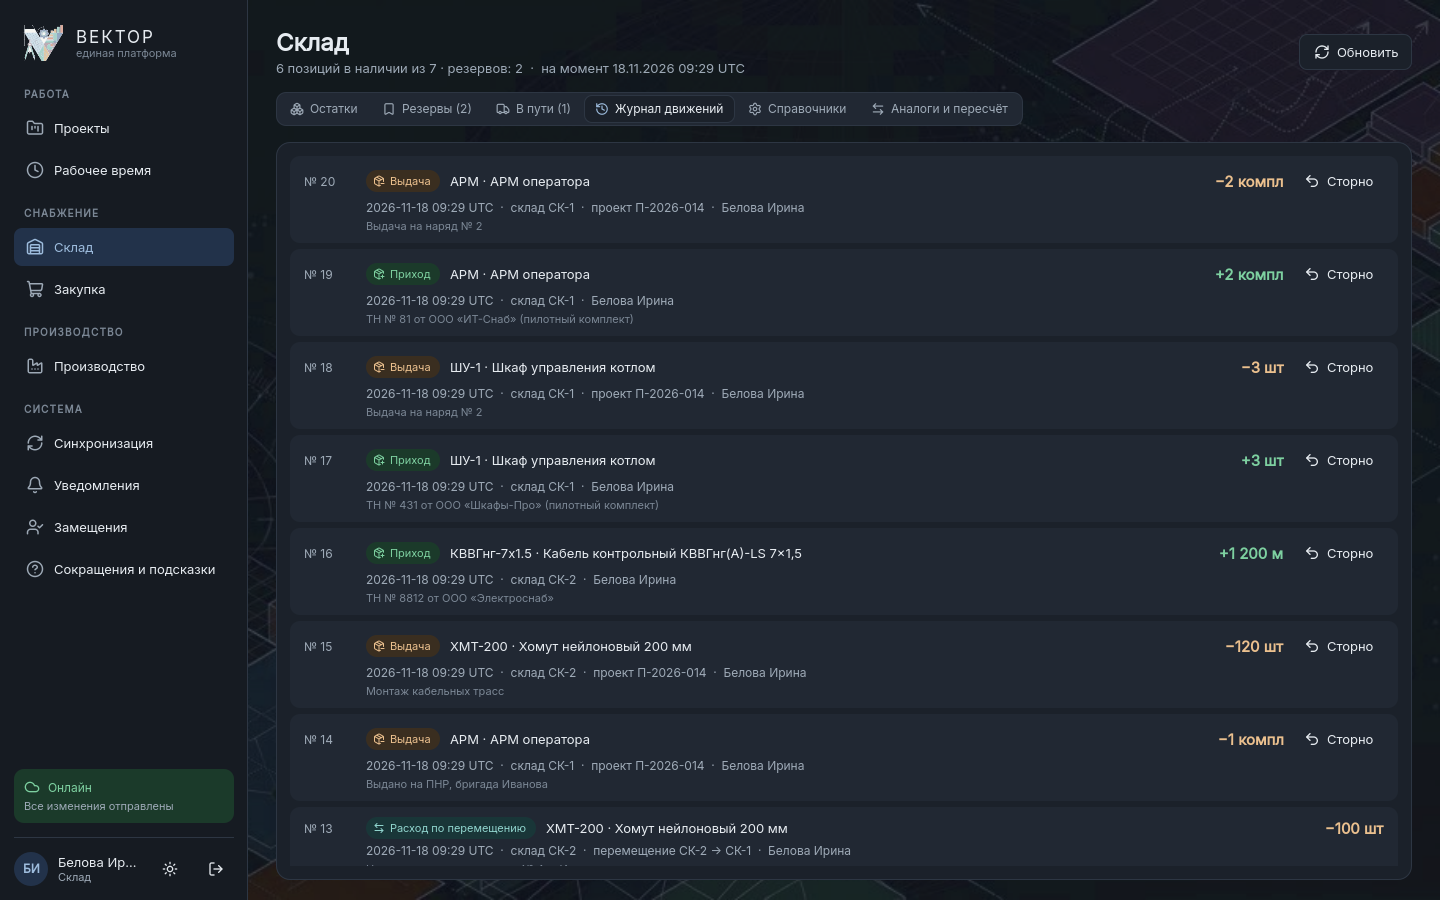 ВЕКТОР
единая платформа
РАБОТА
Проекты
Рабочее время
СНАБЖЕНИЕ
Склад
Закупка
ПРОИЗВОДСТВО
Производство
СИСТЕМА
Синхронизация
Уведомления
Замещения
Сокращения и подсказки
Онлайн
Все изменения отправлены
БИ
Белова Ир...
Склад
Склад
6 позиций в наличии из 7 · резервов: 2 · на момент 18.11.2026 09:29 UTC
Обновить
Остатки
Резервы (2)
В пути (1)
Журнал движений
Справочники
Аналоги и пересчёт
№ 20 Выдача АРМ · АРМ оператора −2 компл Сторно
2026-11-18 09:29 UTC · склад СК-1 · проект П-2026-014 · Белова Ирина
Выдача на наряд № 2
№ 19 Приход АРМ · АРМ оператора +2 компл Сторно
2026-11-18 09:29 UTC · склад СК-1 · Белова Ирина
ТН № 81 от ООО «ИТ-Снаб» (пилотный комплект)
№ 18 Выдача ШУ-1 · Шкаф управления котлом −3 шт Сторно
2026-11-18 09:29 UTC · склад СК-1 · проект П-2026-014 · Белова Ирина
Выдача на наряд № 2
№ 17 Приход ШУ-1 · Шкаф управления котлом +3 шт Сторно
2026-11-18 09:29 UTC · склад СК-1 · Белова Ирина
ТН № 431 от ООО «Шкафы-Про» (пилотный комплект)
№ 16 Приход КВВГнг-7х1.5 · Кабель контрольный КВВГнг(А)-LS 7×1,5 +1 200 м Сторно
2026-11-18 09:29 UTC · склад СК-2 · Белова Ирина
ТН № 8812 от ООО «Электроснаб»
№ 15 Выдача ХМТ-200 · Хомут нейлоновый 200 мм −120 шт Сторно
2026-11-18 09:29 UTC · склад СК-2 · проект П-2026-014 · Белова Ирина
Монтаж кабельных трасс
№ 14 Выдача АРМ · АРМ оператора −1 компл Сторно
2026-11-18 09:29 UTC · склад СК-1 · проект П-2026-014 · Белова Ирина
Выдано на ПНР, бригада Иванова
№ 13 Расход по перемещению ХМТ-200 · Хомут нейлоновый 200 мм −100 шт
2026-11-18 09:29 UTC · склад СК-2 · перемещение СК-2 → СК-1 · Белова Ирина